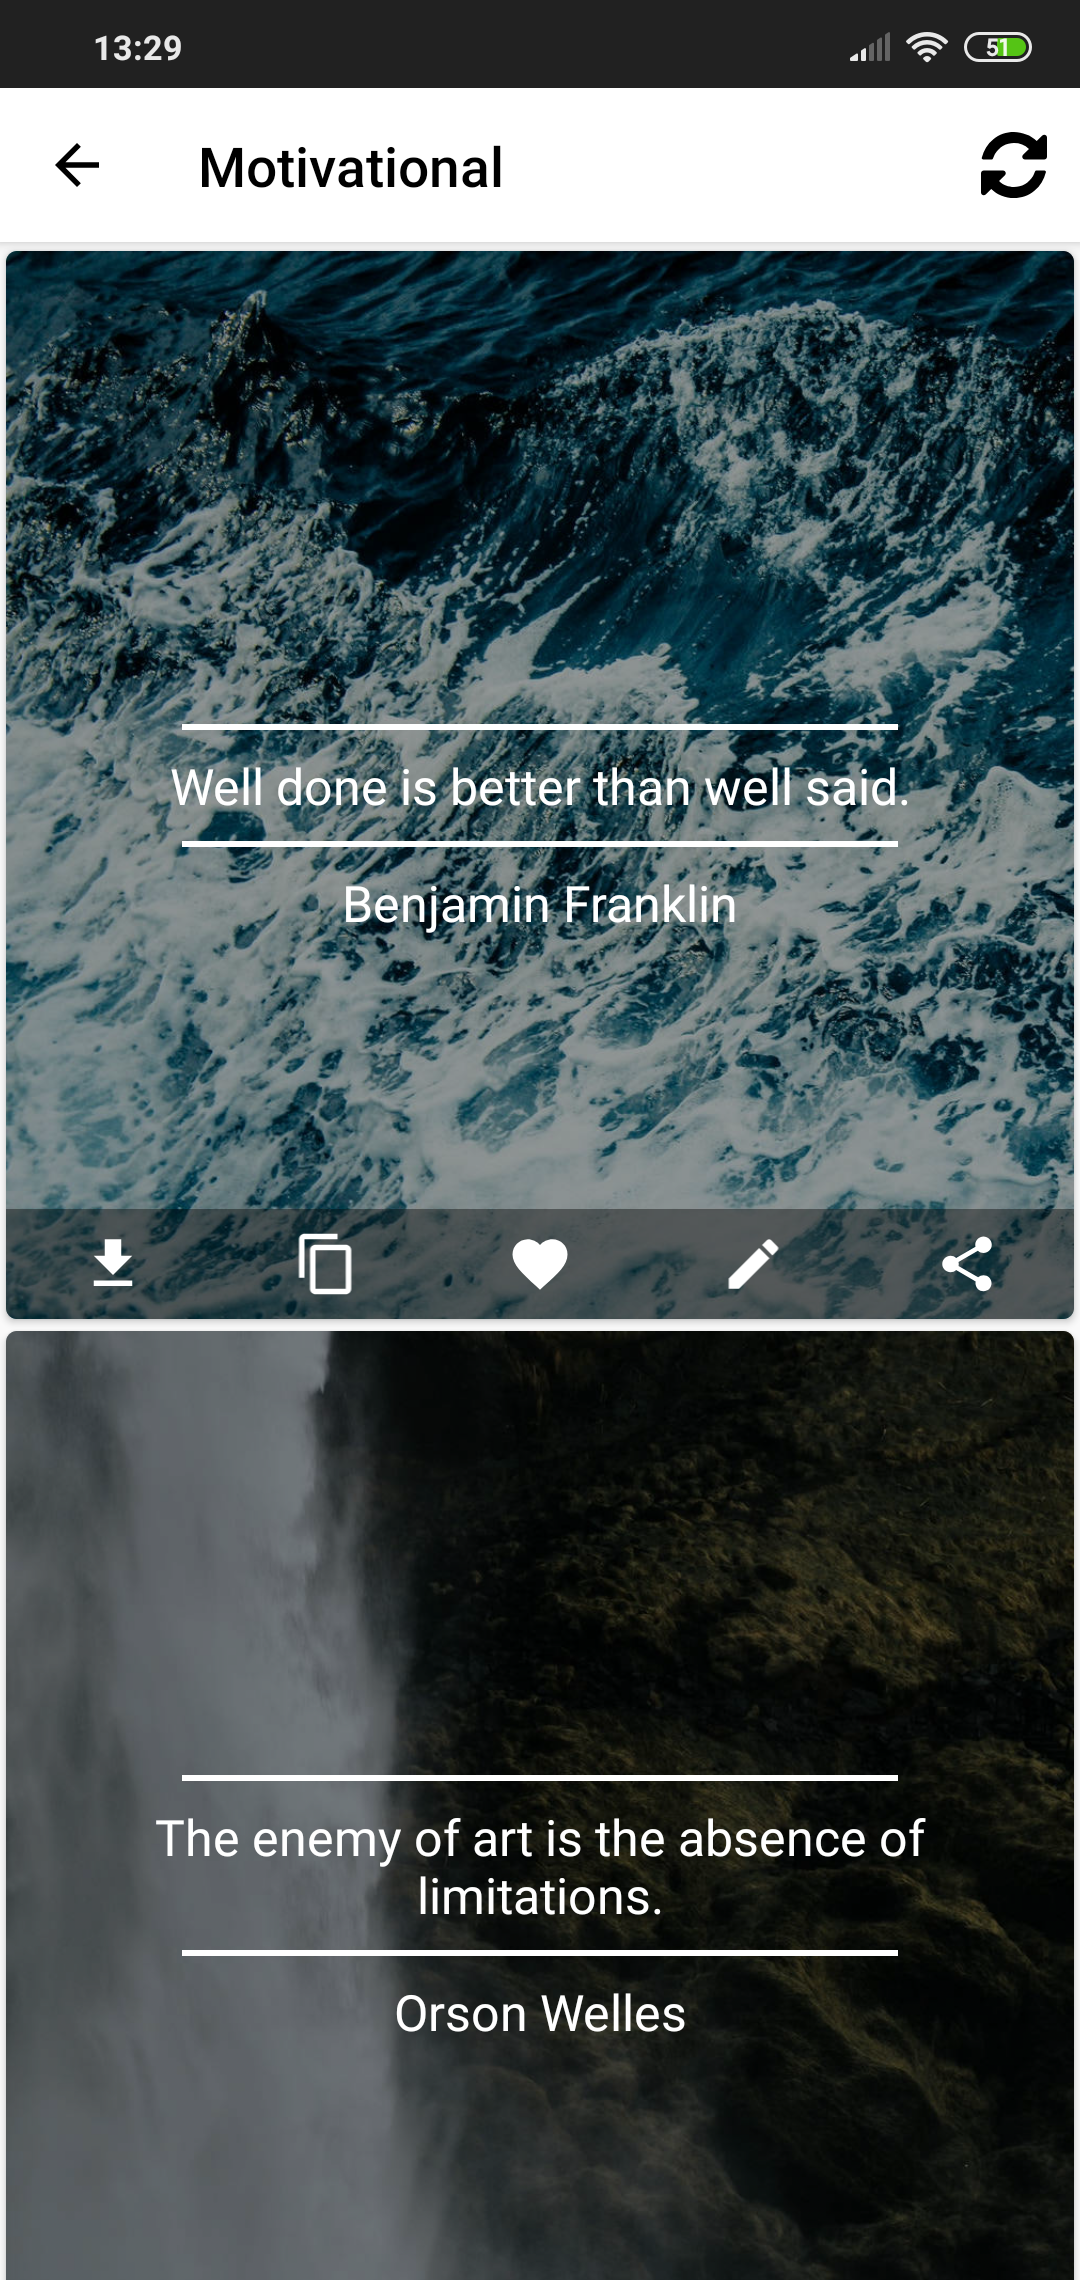 13:29
51
Motivational
Well done is better than well said.
Benjamin Franklin
The enemy of art is the absence of
limitations.
Orson Welles